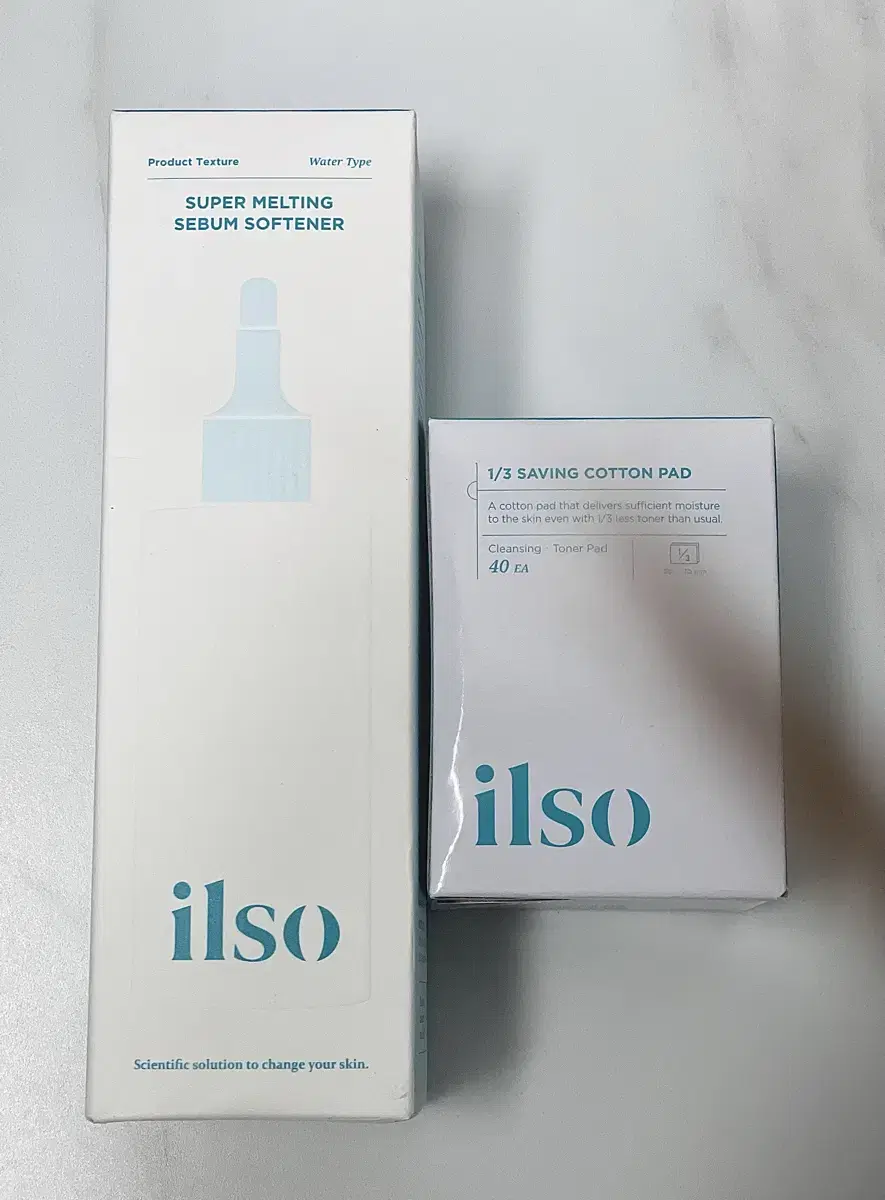 Product Texture Water Type
SUPER MELTING
SEBUM SOFTENER
ilso
Scientific solution to change your skin.
1/3 SAVING COTTON PAD
A cotton pad that delivers sufficient moisture
to the skin even with 1/3 less toner than usual.
Cleansing · Toner Pad
40 EA
1/3
ilso